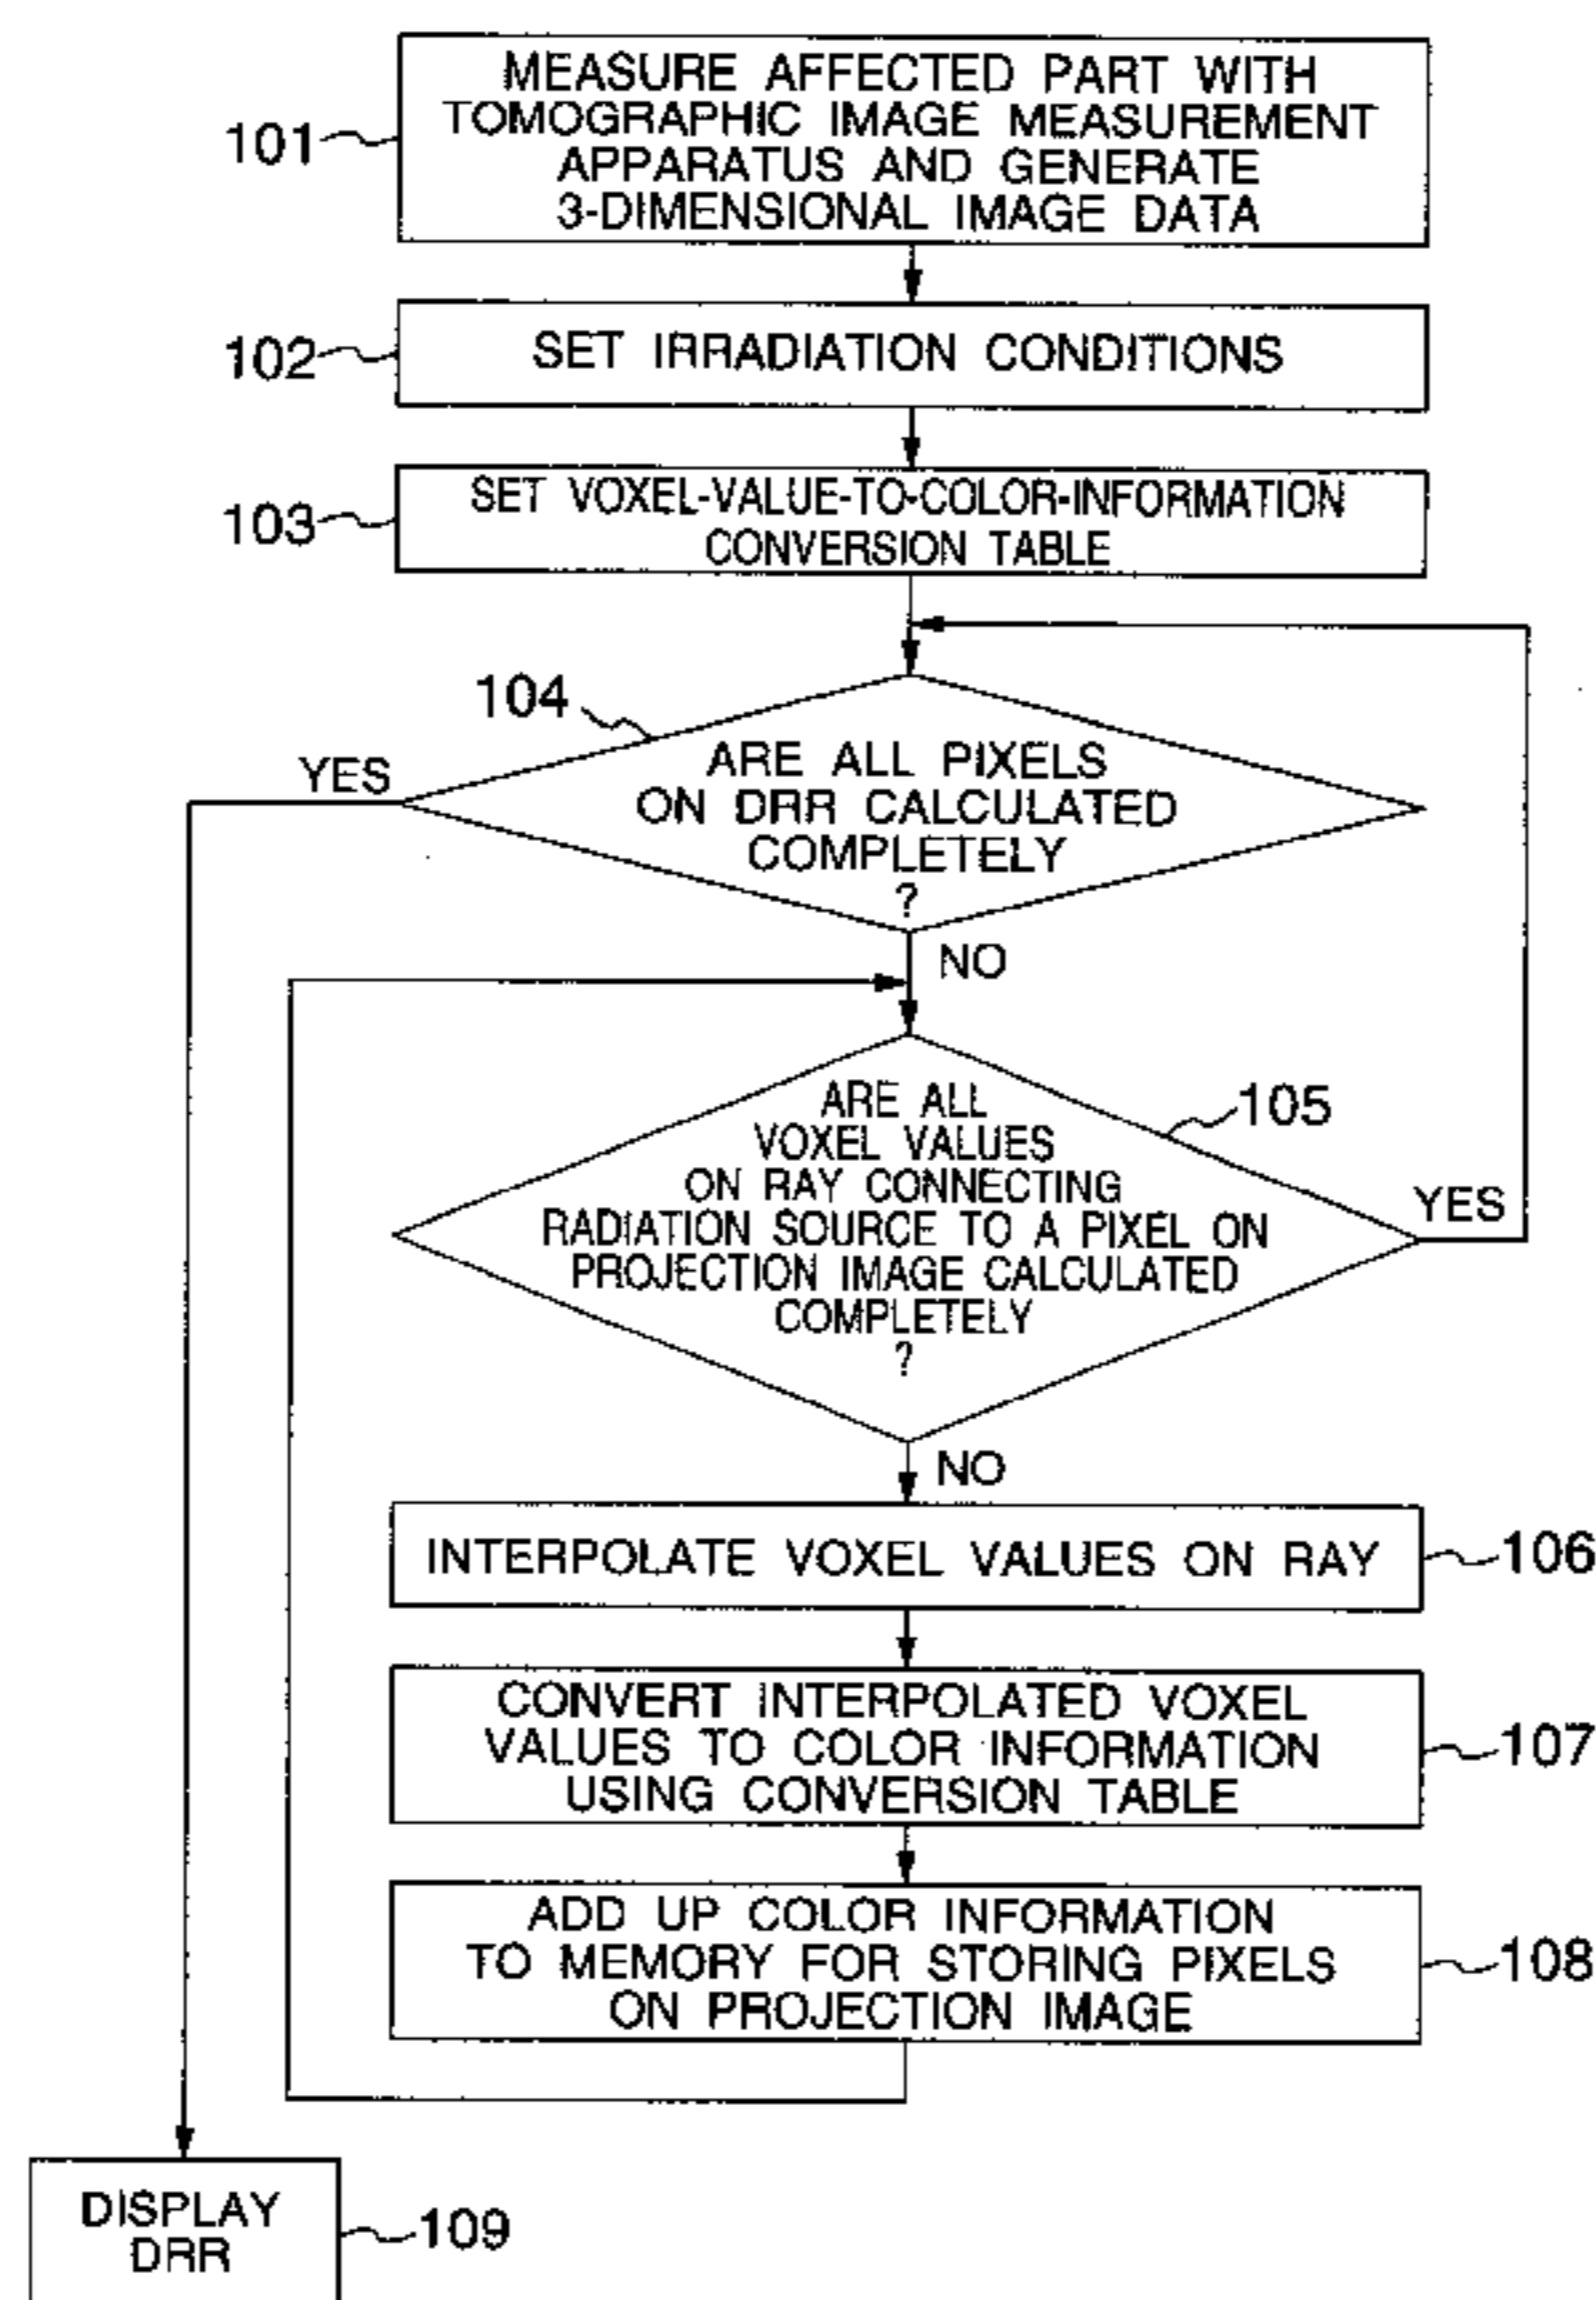 MEASURE AFFECTED PART WITH
TOMOGRAPHIC IMAGE MEASUREMENT
APPARATUS AND GENERATE
3-DIMENSIONAL IMAGE DATA
101
SET IRRADIATION CONDITIONS
102
SET VOXEL-VALUE-TO-COLOR-INFORMATION
CONVERSION TABLE
103
104
YES
ARE ALL PIXELS
ON DRR CALCULATED
COMPLETELY
?
NO
ARE ALL
VOXEL VALUES
ON RAY CONNECTING
RADIATION SOURCE TO A PIXEL ON
PROJECTION IMAGE CALCULATED
COMPLETELY
?
105
YES
NO
INTERPOLATE VOXEL VALUES ON RAY
106
CONVERT INTERPOLATED VOXEL
VALUES TO COLOR INFORMATION
USING CONVERSION TABLE
107
ADD UP COLOR INFORMATION
TO MEMORY FOR STORING PIXELS
ON PROJECTION IMAGE
108
DISPLAY
DRR
109